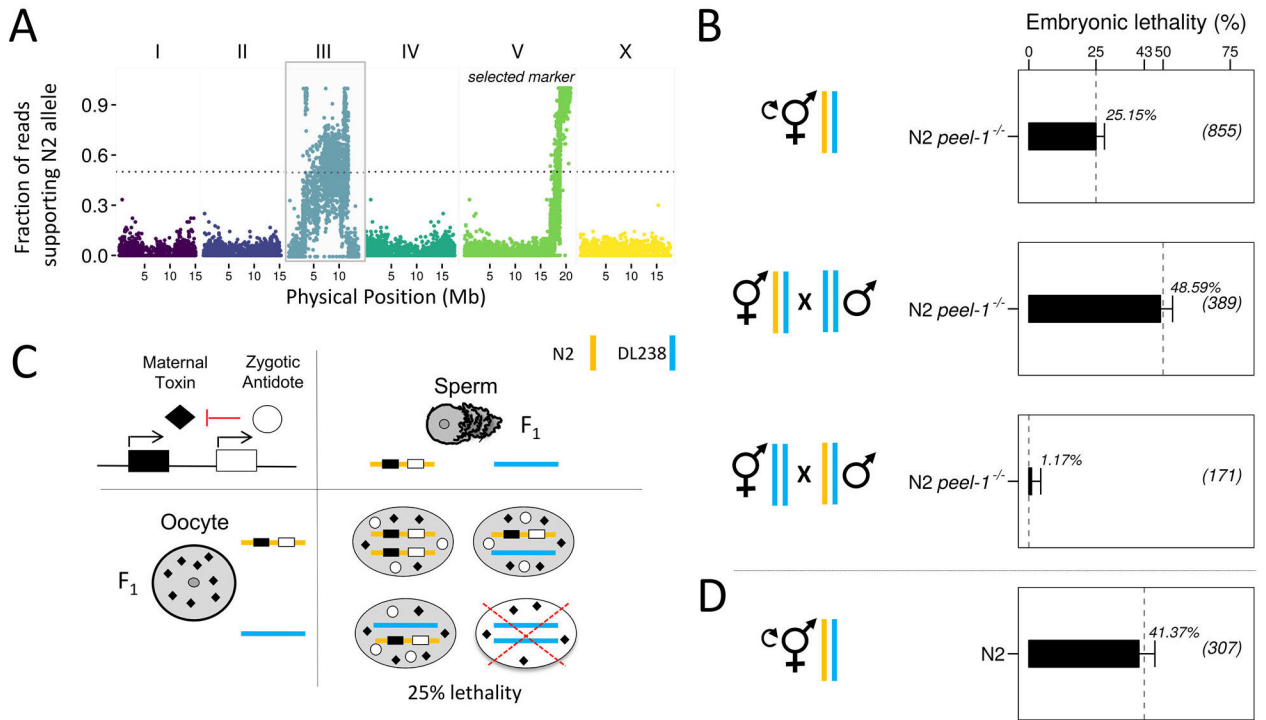 A
I II III IV V X
selected marker
Fraction of reads
supporting N2 allele
0.9
0.6
0.3
0.0
5 10 15 5 10 15 5 10 5 10 15 5 10 15 20 5 10 15
Physical Position (Mb)
B
Embryonic lethality (%)
0 25 43 50 75
N2 peel-1-/-
25.15%
(855)
x
N2 peel-1-/-
48.59%
(389)
x
N2 peel-1-/-
1.17%
(171)
C
N2 DL238
Maternal
Toxin
Zygotic
Antidote
Sperm
F1
Oocyte
F1
25% lethality
D
N2
41.37%
(307)